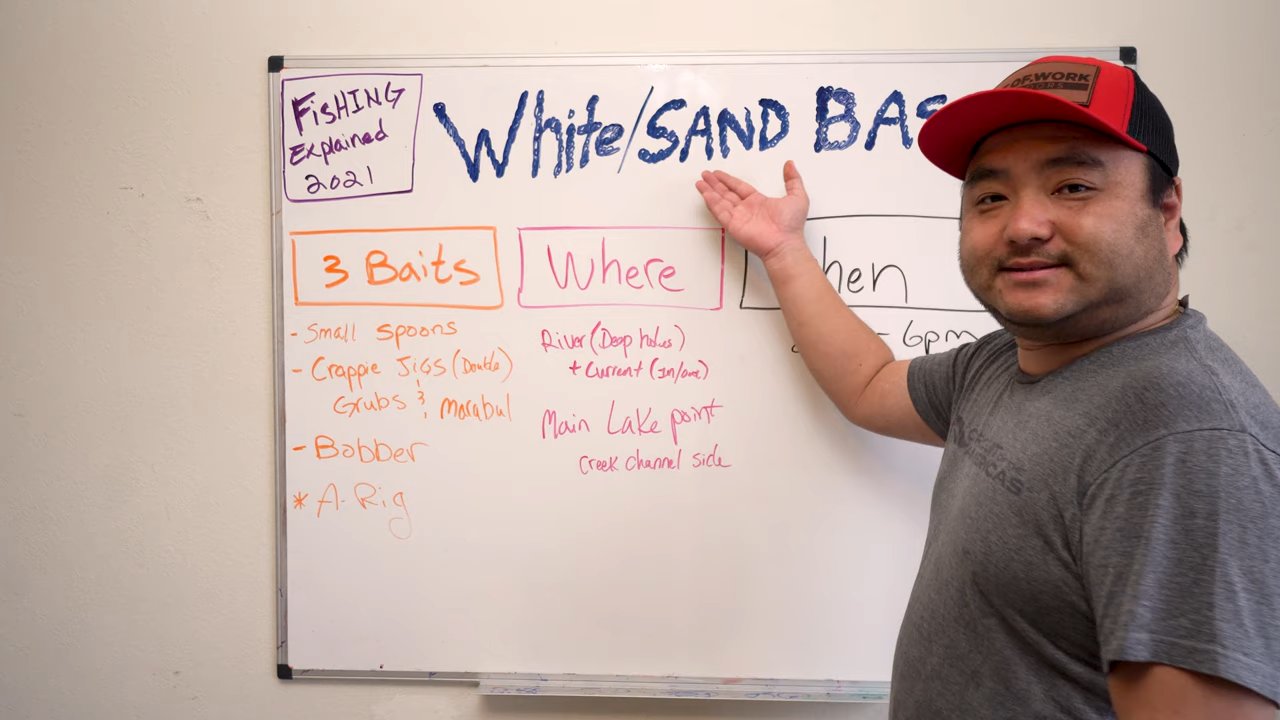 FiSHING
Explained
2021
White/SAND BAS
3 Baits
- Small spoons
- Crappie JIGS (Double)
Grubs & Marabul
- Bobber
* A-Rig
Where
River (Deep holes)
+ Current (In/out)
Main Lake point
Creek channel side
hen
- 6pm
OF.WORK